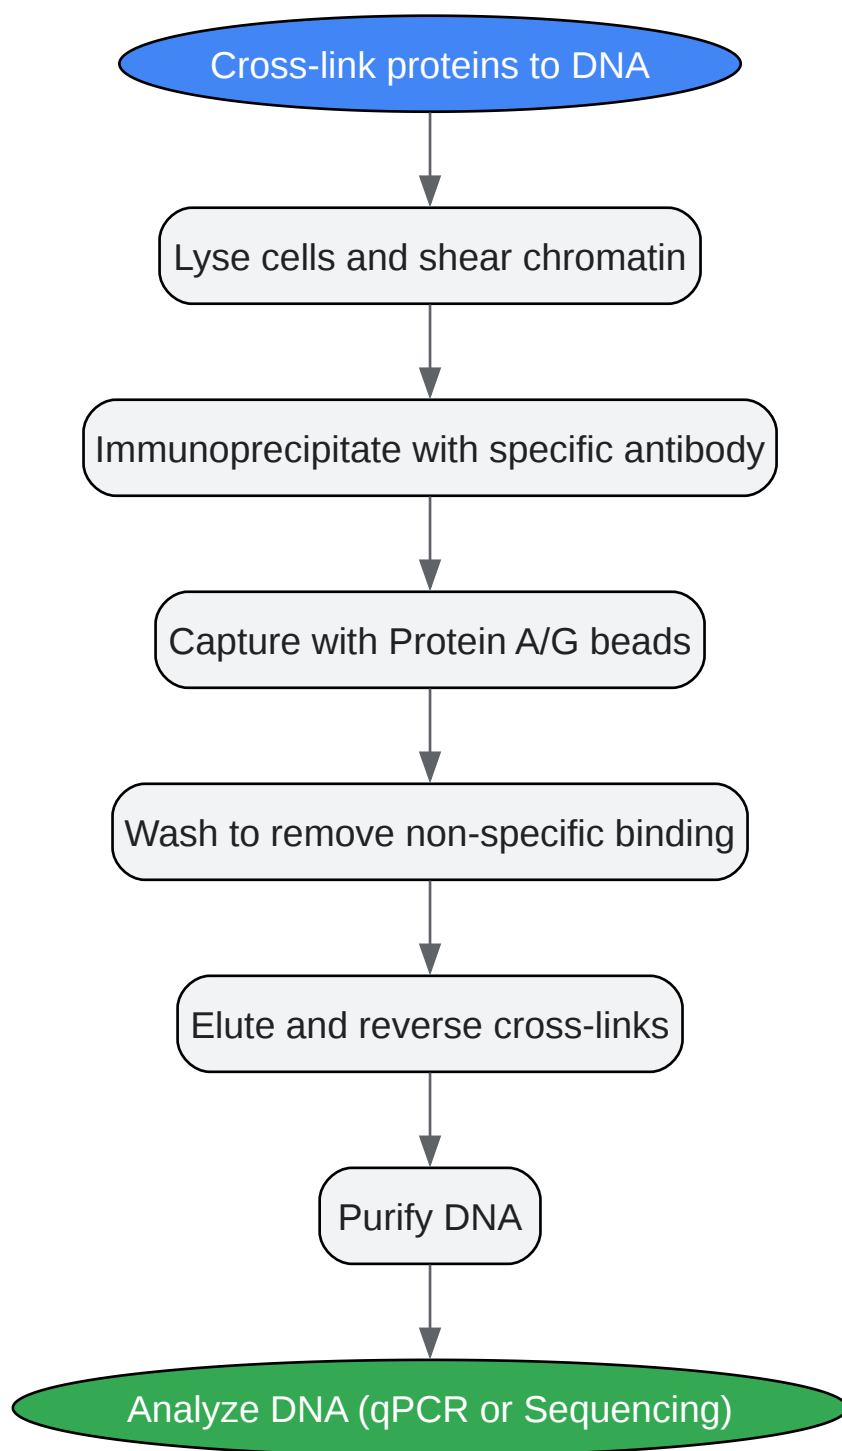 Cross-link proteins to DNA
Lyse cells and shear chromatin
Immunoprecipitate with specific antibody
Capture with Protein A/G beads
Wash to remove non-specific binding
Elute and reverse cross-links
Purify DNA
Analyze DNA (qPCR or Sequencing)